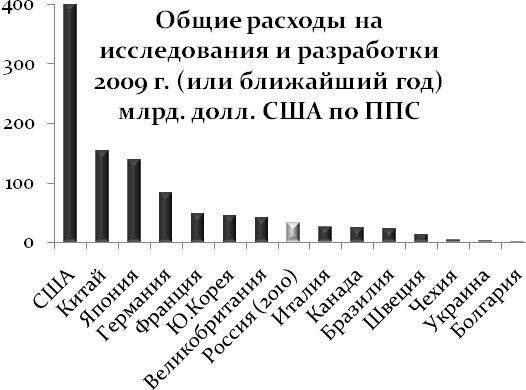 Общие расходы на
исследования и разработки
2009 г. (или ближайший год)
млрд. долл. США по ППС
400
300
200
100
0
США
Китай
Япония
Германия
Франция
Ю Корея
Великобритания
Россия (2010)
Италия
Канада
Бразилия
Швеция
Чехия
Украина
Болгария